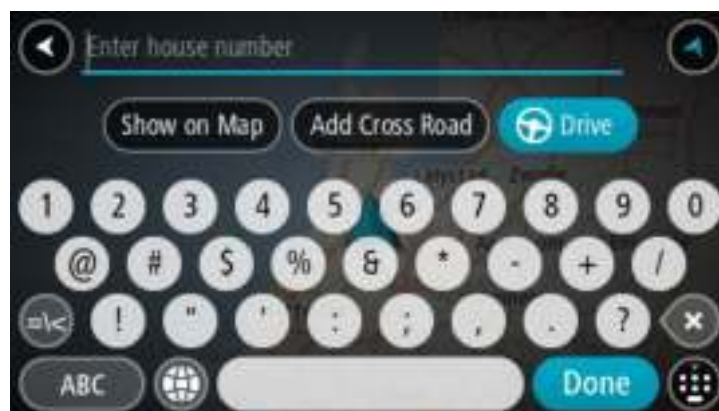 Enter house number
Show on Map Add Cross Road Drive
1 2 3 4 5 6 7 8 9 0
@ # $ % & * - + /
=\< ! " ' : ; , . ?
ABC Done